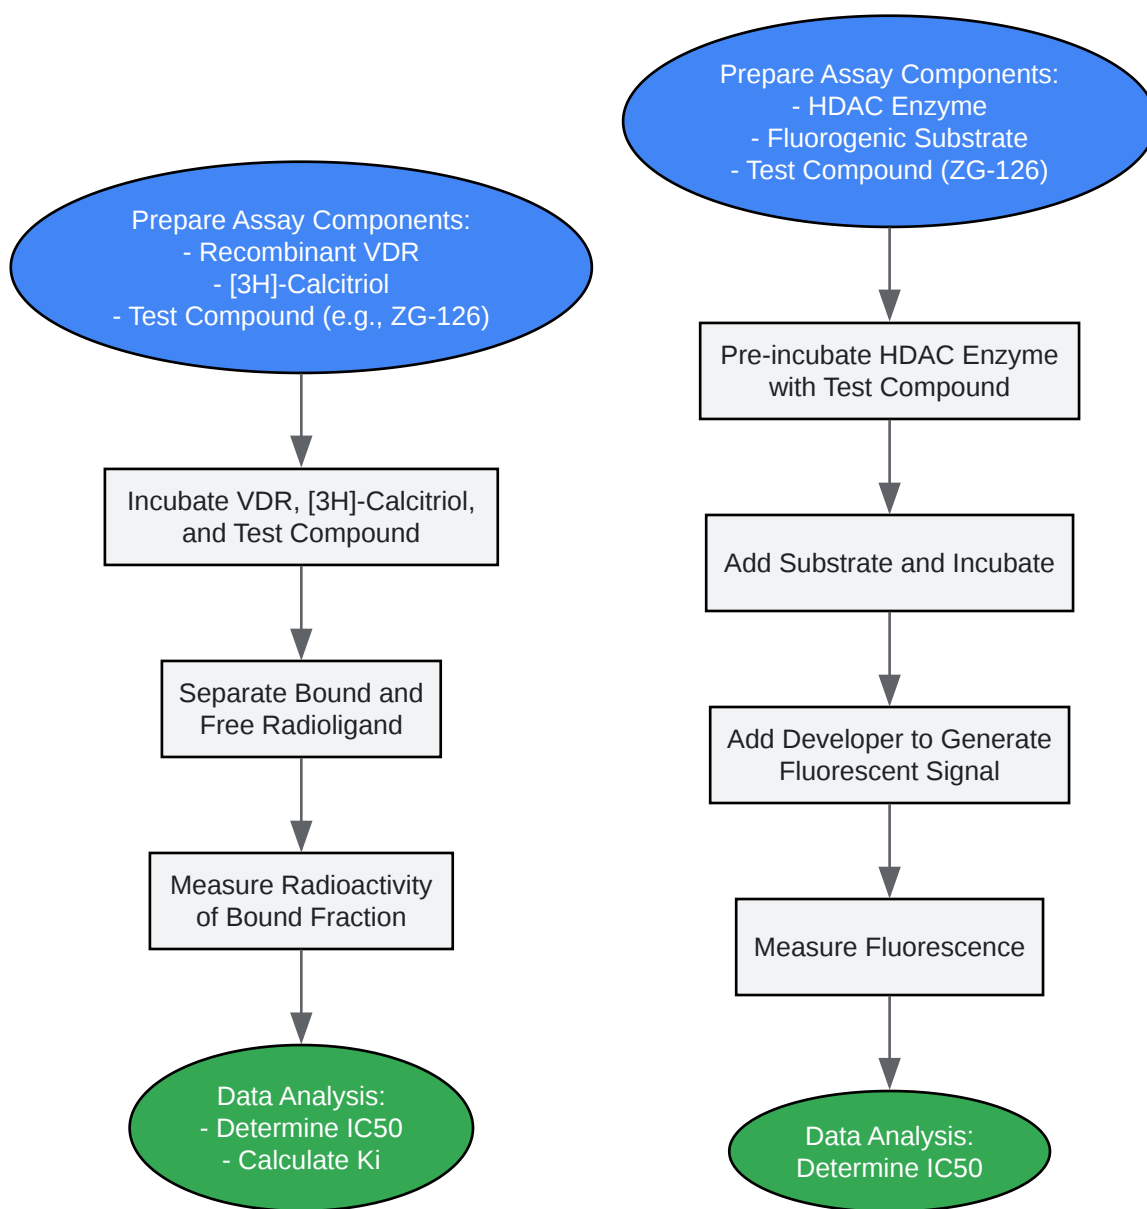 Prepare Assay Components:
- Recombinant VDR
- [3H]-Calcitriol
- Test Compound (e.g., ZG-126)
Incubate VDR, [3H]-Calcitriol,
and Test Compound
Separate Bound and
Free Radioligand
Measure Radioactivity
of Bound Fraction
Data Analysis:
- Determine IC50
- Calculate Ki
Prepare Assay Components:
- HDAC Enzyme
- Fluorogenic Substrate
- Test Compound (ZG-126)
Pre-incubate HDAC Enzyme
with Test Compound
Add Substrate and Incubate
Add Developer to Generate
Fluorescent Signal
Measure Fluorescence
Data Analysis:
Determine IC50